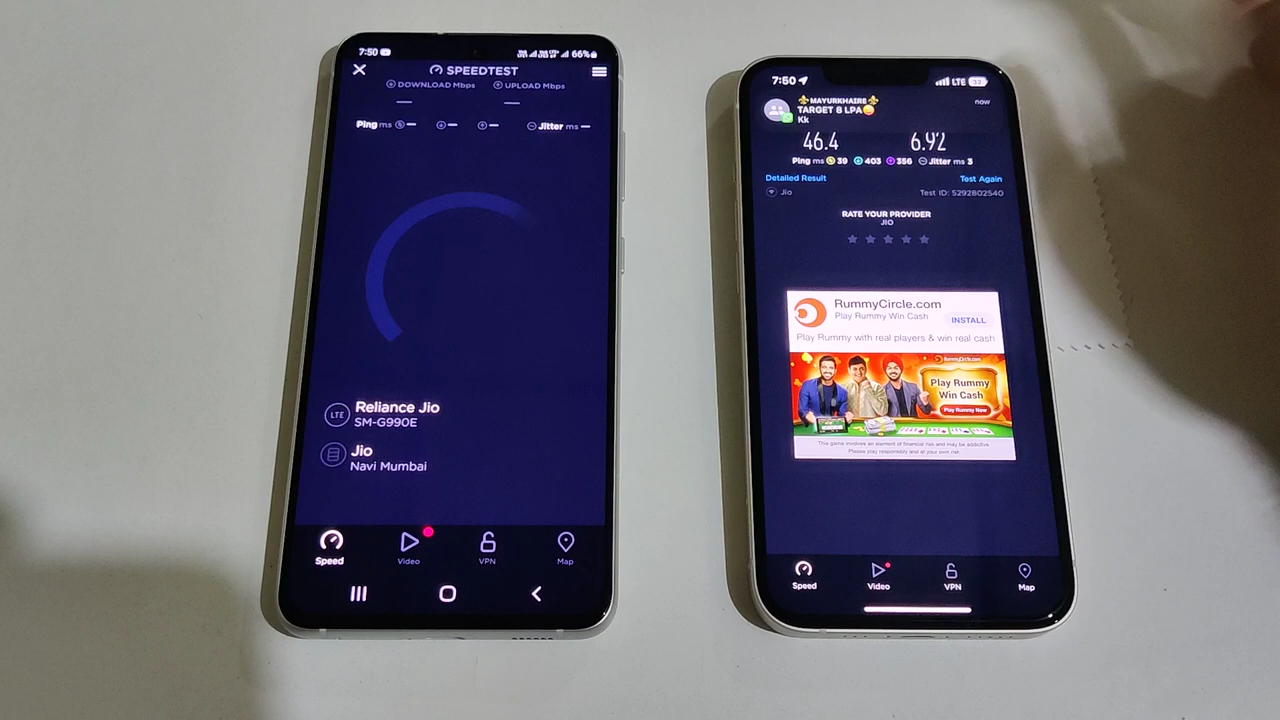 7:50
66%
SPEEDTEST
DOWNLOAD Mbps UPLOAD Mbps
Ping ms Jitter ms
LTE
Reliance Jio
SM-G990E
Jio
Navi Mumbai
Speed Video VPN Map
7:50
LTE
MAYURKHAIRE now
TARGET 8 LPA
Kk
46.4 6.92
Ping ms 39 403 356 Jitter ms 3
Detailed Result Test Again
Jio Test ID: 5292802540
RATE YOUR PROVIDER
JIO
RummyCircle.com
Play Rummy Win Cash INSTALL
Play Rummy with real players & win real cash
RummyCircle.com
Play Rummy
Win Cash
Play Rummy Now
This game involves an element of financial risk and may be addictive.
Please play responsibly and at your own risk.
Speed Video VPN Map